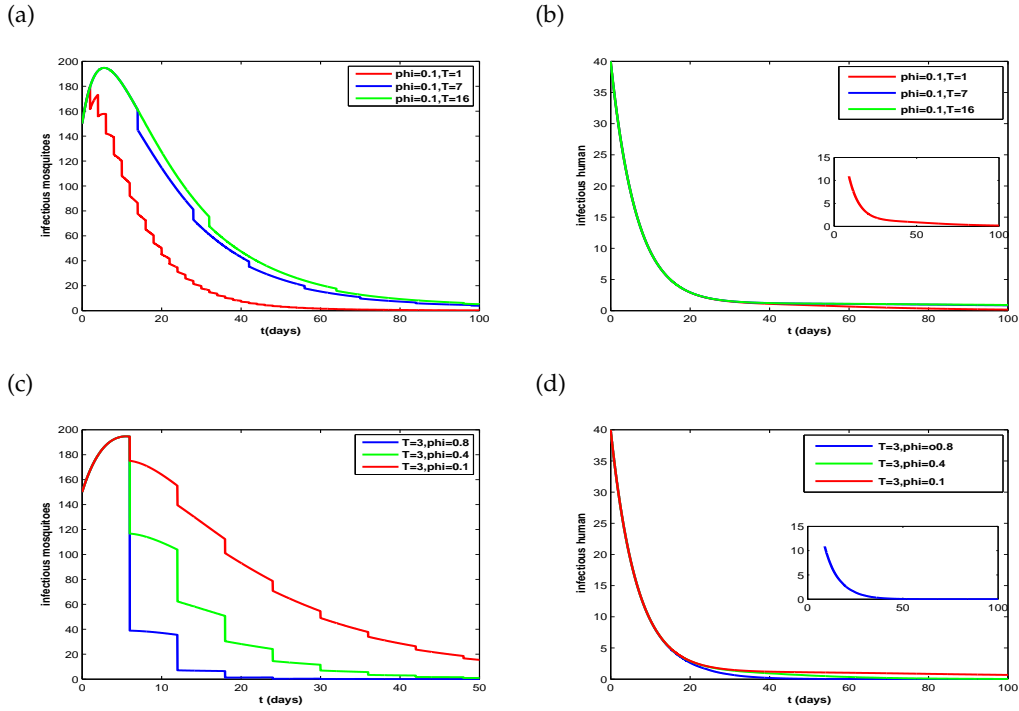 (a)
200
180
160
140
120
100
80
60
40
20
0
0 20 40 60 80 100
infectious mosquitoes
t(days)
phi=0.1,T=1
phi=0.1,T=7
phi=0.1,T=16
(b)
40
35
30
25
20
15
10
5
0
0 20 40 60 80 100
infectious human
t (days)
phi=0.1,T=1
phi=0.1,T=7
phi=0.1,T=16
15
10
5
0
0 50 100
(c)
200
180
160
140
120
100
80
60
40
20
0
0 10 20 30 40 50
infectious mosquitoes
t (days)
T=3,phi=0.8
T=3,phi=0.4
T=3,phi=0.1
(d)
40
35
30
25
20
15
10
5
0
0 20 40 60 80 100
infectious human
t (days)
T=3,phi=o0.8
T=3,phi=0.4
T=3,phi=0.1
15
10
5
0
0 50 100